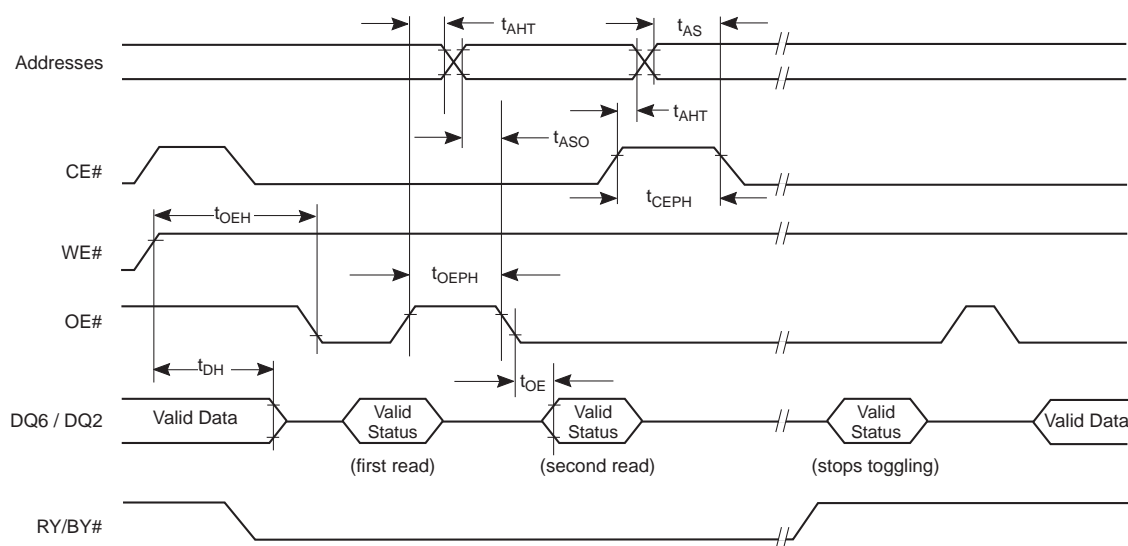 tAHT
tAS
Addresses
tAHT
tASO
CE#
tCEPH
tOEH
WE#
tOEPH
OE#
tDH
tOE
DQ6 / DQ2
Valid Data
Valid
Status
Valid
Status
Valid
Status
Valid Data
(first read)
(second read)
(stops toggling)
RY/BY#